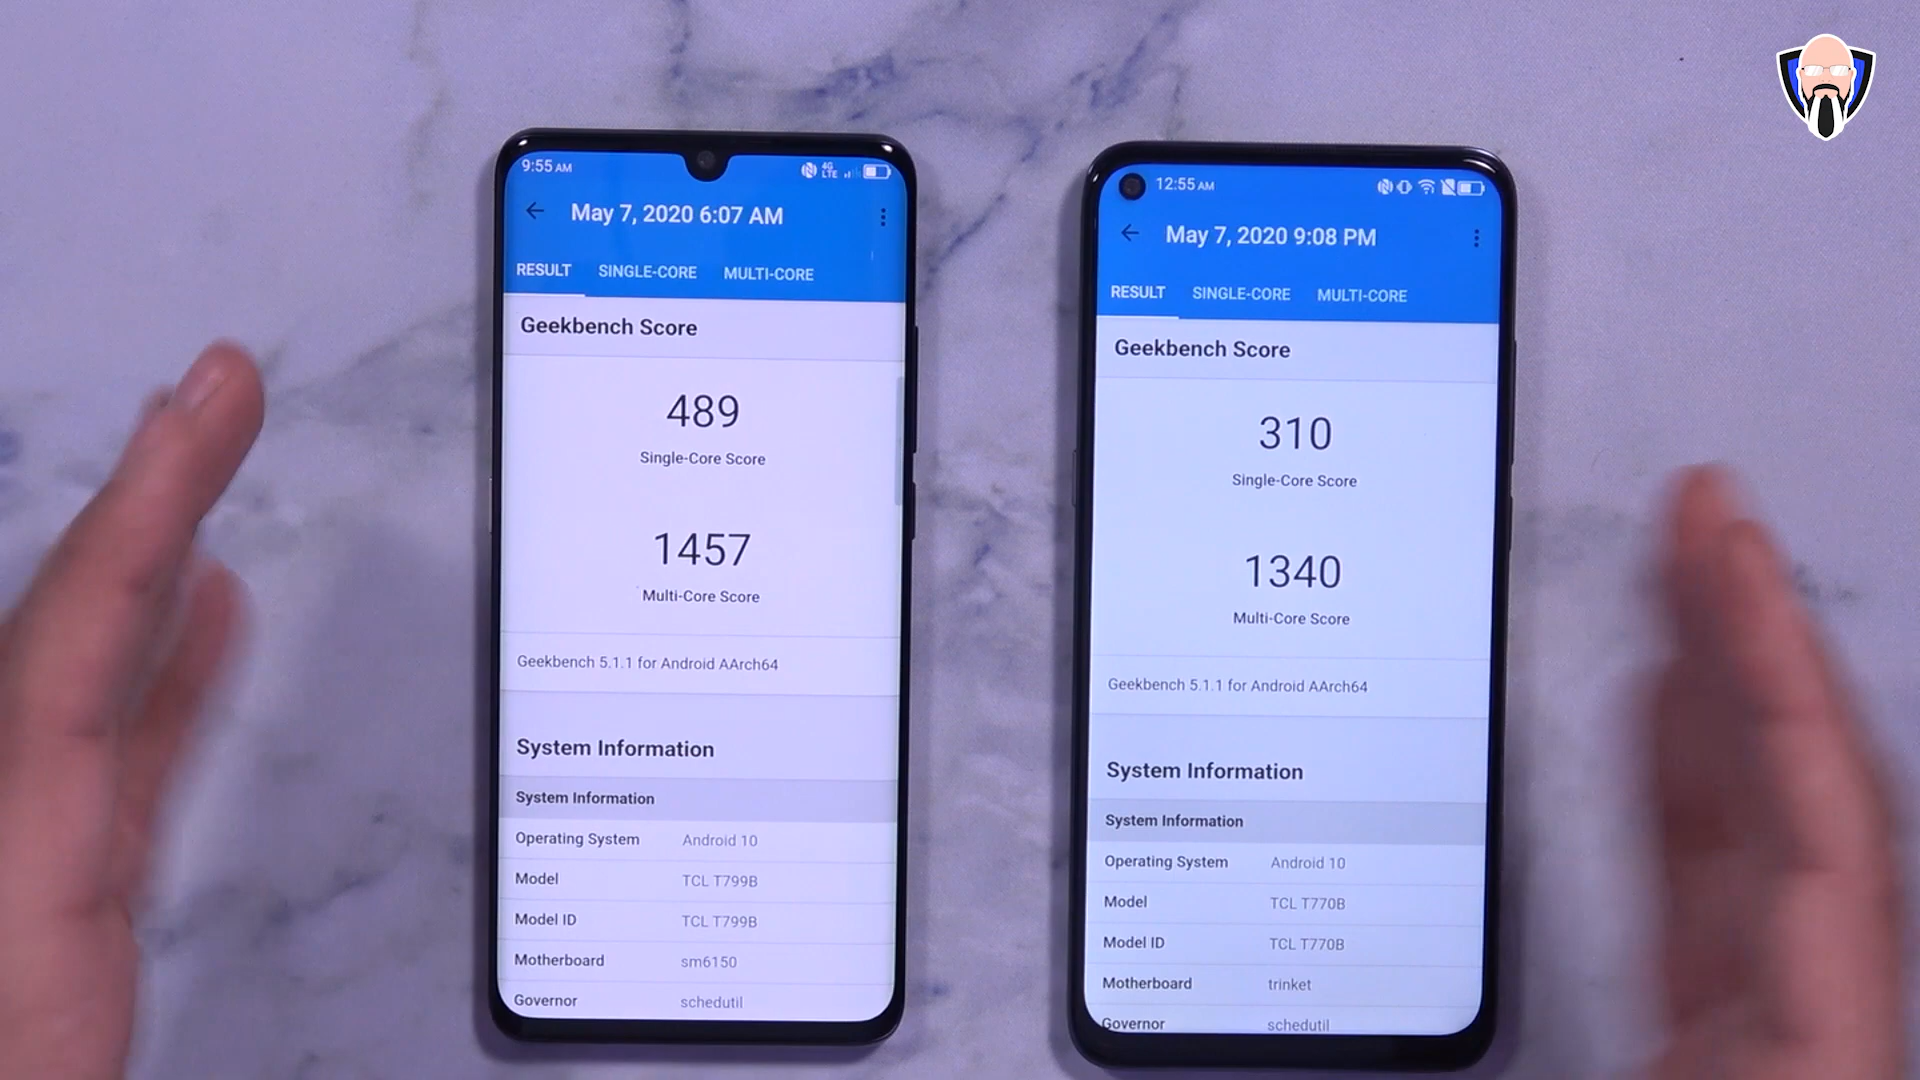 9:55 AM
4G
LTE
May 7, 2020 6:07 AM
RESULT SINGLE-CORE MULTI-CORE
Geekbench Score
489
Single-Core Score
1457
Multi-Core Score
Geekbench 5.1.1 for Android AArch64
System Information
System Information
Operating System Android 10
Model TCL T799B
Model ID TCL T799B
Motherboard sm6150
Governor schedutil
12:55 AM
May 7, 2020 9:08 PM
RESULT SINGLE-CORE MULTI-CORE
Geekbench Score
310
Single-Core Score
1340
Multi-Core Score
Geekbench 5.1.1 for Android AArch64
System Information
System Information
Operating System Android 10
Model TCL T770B
Model ID TCL T770B
Motherboard trinket
Governor schedutil